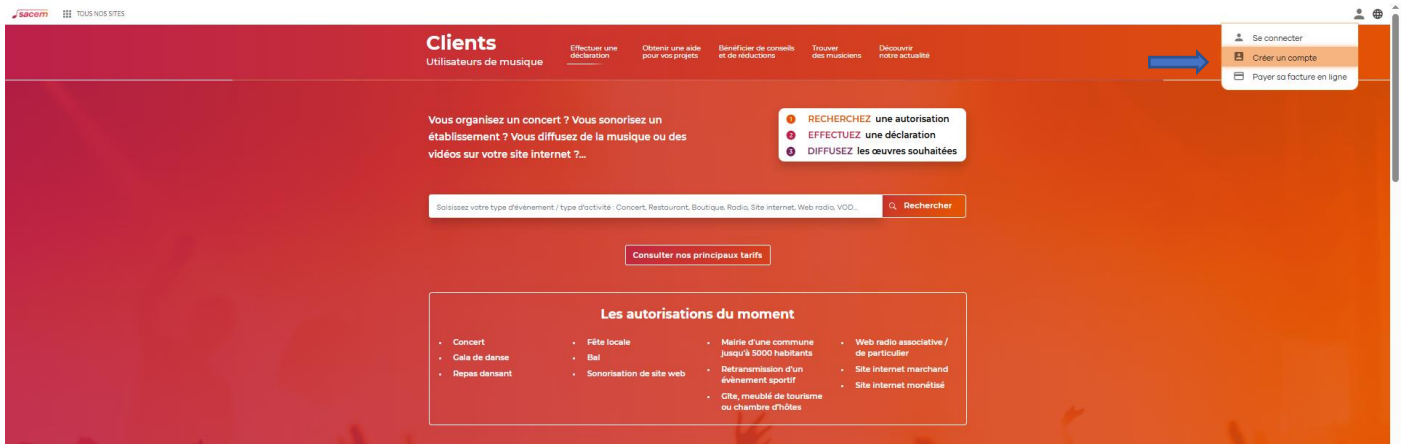 sacem
TOUS NOS SITES
Clients
Utilisateurs de musique
Effectuer une
déclaration
Obtenir une aide
pour vos projets
Bénéficier de conseils
et de réductions
Trouver
des musiciens
Découvrir
notre actualité
Se connecter
Créer un compte
Payer sa facture en ligne
Vous organisez un concert ? Vous sonorisez un
établissement ? Vous diffusez de la musique ou des
vidéos sur votre site internet ?...
1 RECHERCHEZ une autorisation
2 EFFECTUEZ une déclaration
3 DIFFUSEZ les œuvres souhaitées
Saisissez votre type d'évènement / type d'activité : Concert, Restaurant, Boutique, Radio, Site internet, Web radio, VOD...
Rechercher
Consulter nos principaux tarifs
Les autorisations du moment
• Concert
• Gala de danse
• Repas dansant
• Fête locale
• Bal
• Sonorisation de site web
• Mairie d'une commune
jusqu'à 5000 habitants
• Retransmission d'un
évènement sportif
• Gîte, meublé de tourisme
ou chambre d'hôtes
• Web radio associative /
de particulier
• Site internet marchand
• Site internet monétisé